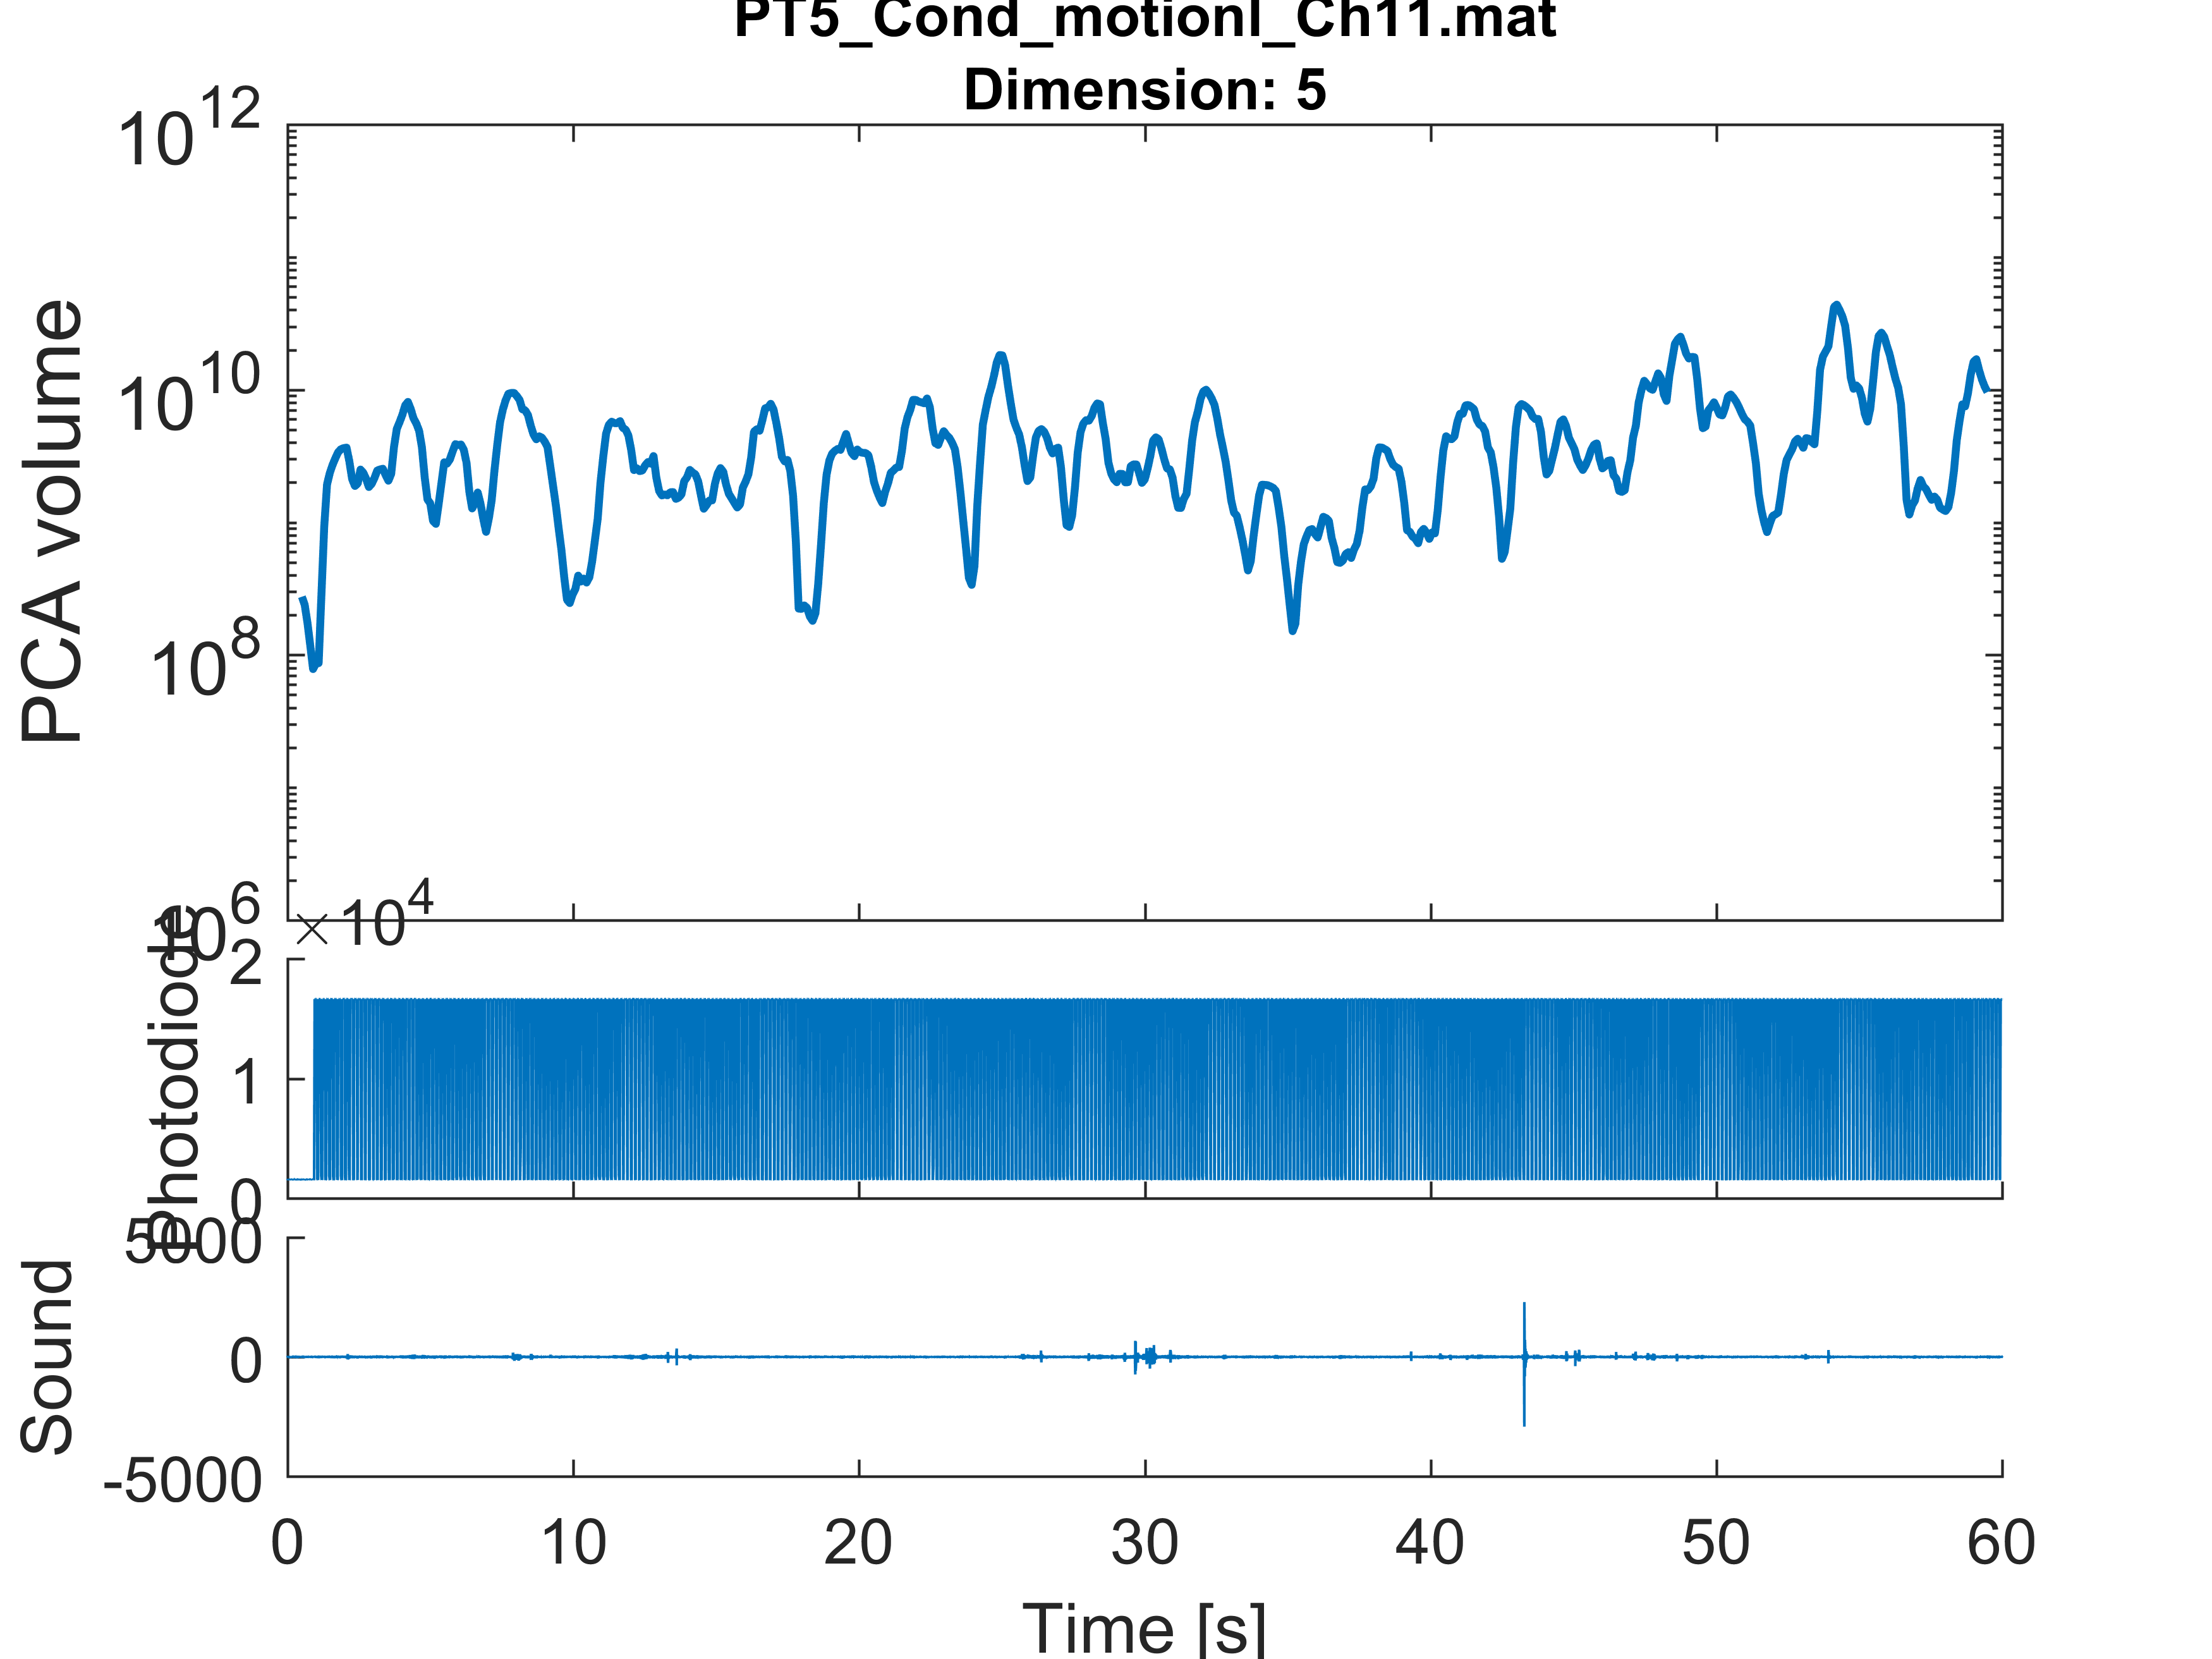 PT5_Cond_motionI_Ch11.mat
Dimension: 5
PCA volume
10^12
10^10
10^8
10^6
×10^4
Photodiode
2
1
0
Sound
5000
0
-5000
0 10 20 30 40 50 60
Time [s]